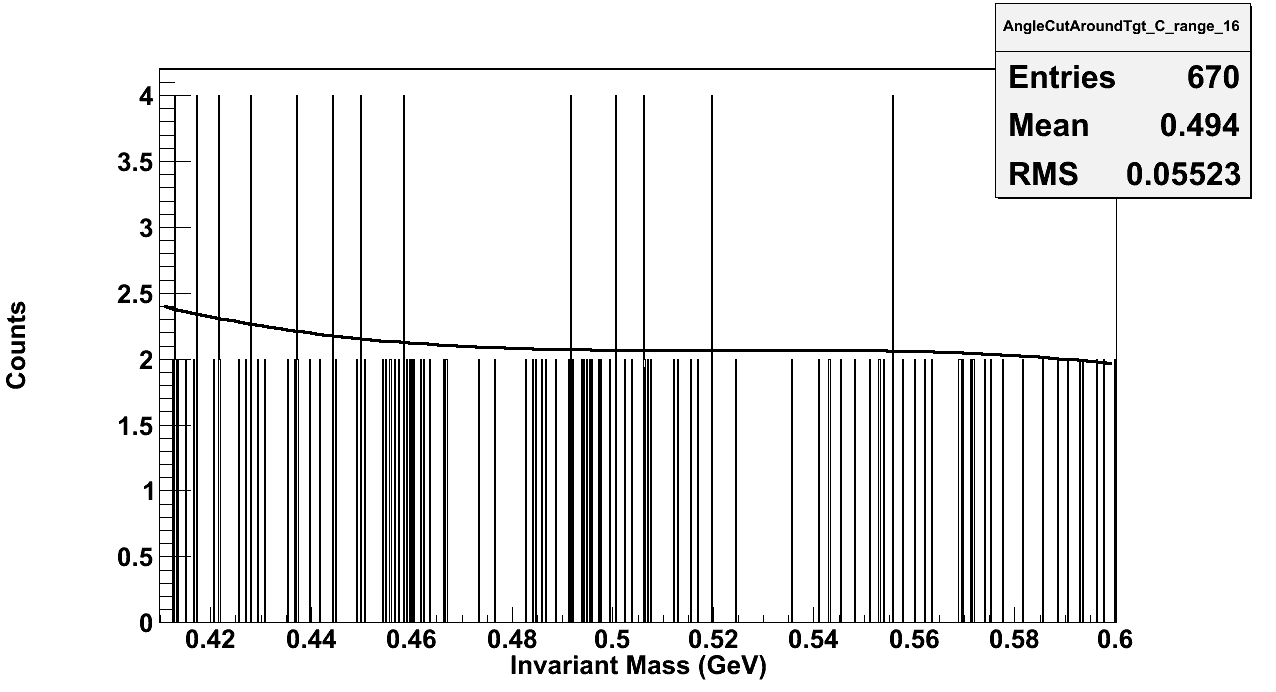 AngleCutAroundTgt_C_range_16
Entries 670
Mean 0.494
RMS 0.05523
4
3.5
3
2.5
2
1.5
1
0.5
0
Counts
0.42 0.44 0.46 0.48 0.5 0.52 0.54 0.56 0.58 0.6
Invariant Mass (GeV)